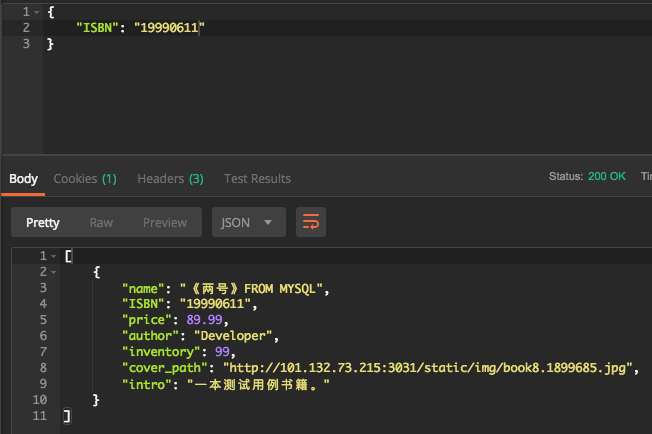 1 {
2 "ISBN": "19990611"
3 }
Body Cookies (1) Headers (3) Test Results Status: 200 OK Tir
Pretty Raw Preview JSON
1 [
2 {
3 "name": "《两号》FROM MYSQL",
4 "ISBN": "19990611",
5 "price": 89.99,
6 "author": "Developer",
7 "inventory": 99,
8 "cover_path": "http://101.132.73.215:3031/static/img/book8.1899685.jpg",
9 "intro": "一本测试用例书籍。"
10 }
11 ]